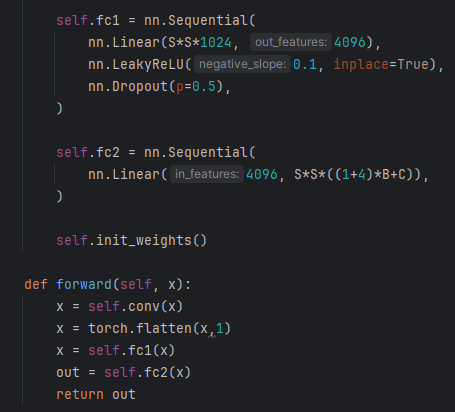 self.fc1 = nn.Sequential(
nn.Linear(S*S*1024, out_features: 4096),
nn.LeakyReLU( negative_slope: 0.1, inplace=True),
nn.Dropout(p=0.5),
)
self.fc2 = nn.Sequential(
nn.Linear( in_features: 4096, S*S*((1+4)*B+C)),
)
self.init_weights()
def forward(self, x):
x = self.conv(x)
x = torch.flatten(x,1)
x = self.fc1(x)
out = self.fc2(x)
return out